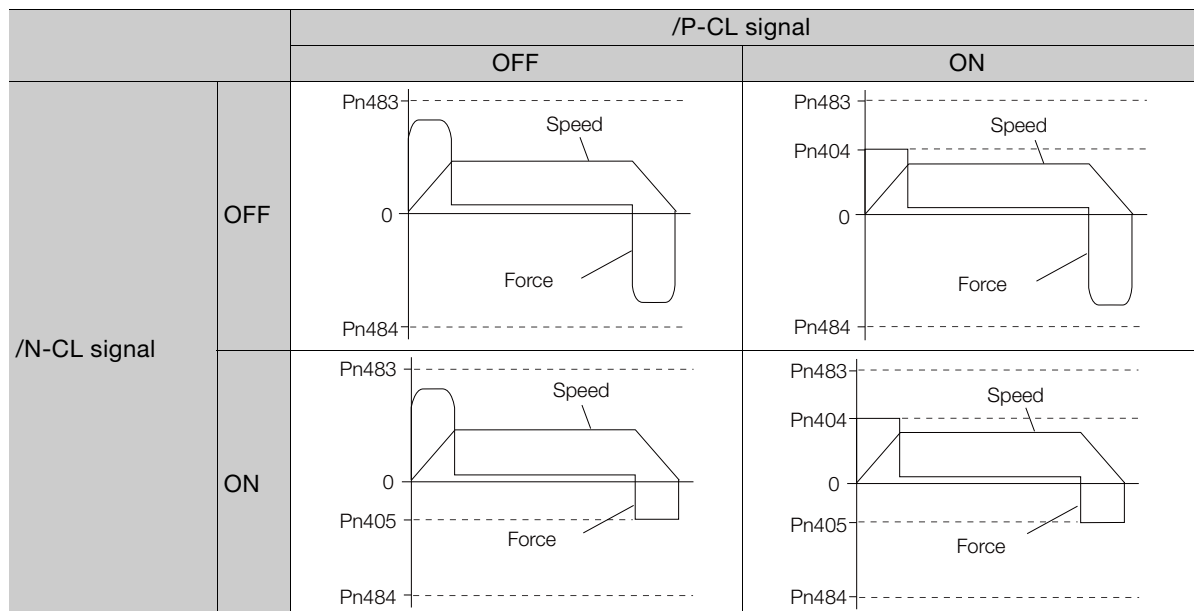 /P-CL signal
OFF
ON
/N-CL signal
OFF
Pn483
Speed
0
Force
Pn484
Pn483
Speed
Pn404
0
Force
Pn484
ON
Pn483
Speed
0
Pn405
Force
Pn484
Pn483
Speed
Pn404
0
Pn405
Force
Pn484